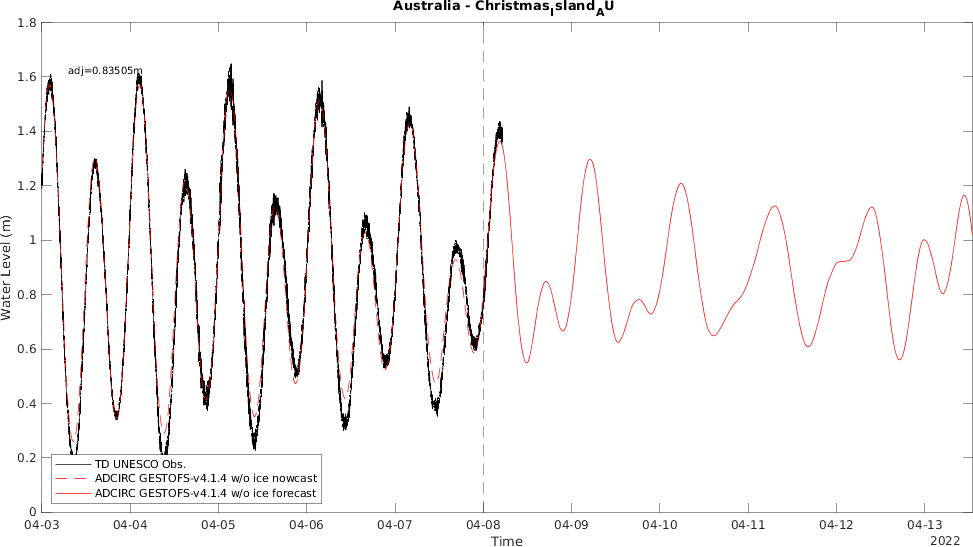 Australia - Christmas_Island_AU
1.8
1.6
1.4
1.2
1
0.8
0.6
0.4
0.2
0
Water Level (m)
adj=0.83505m
TD UNESCO Obs.
ADCIRC GESTOFS-v4.1.4 w/o ice nowcast
ADCIRC GESTOFS-v4.1.4 w/o ice forecast
04-03 04-04 04-05 04-06 04-07 04-08 04-09 04-10 04-11 04-12 04-13
Time
2022